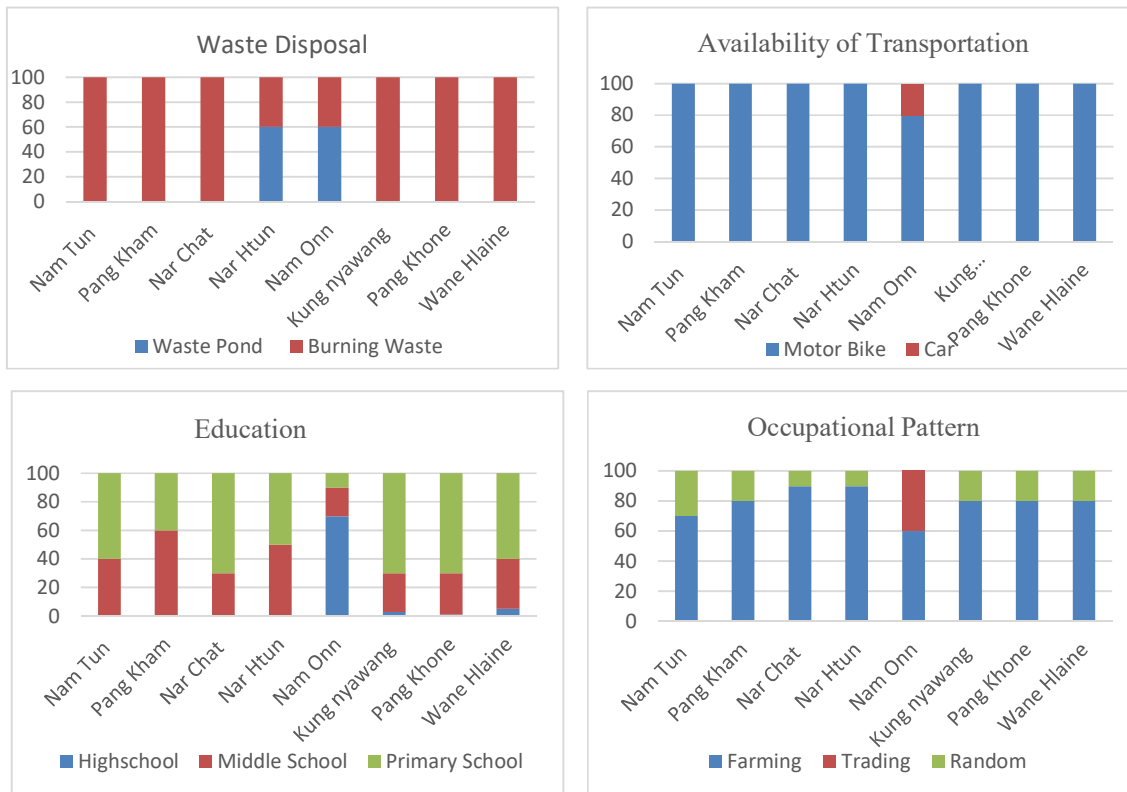 Waste Disposal
100
80
60
40
20
0
Nam Tun
Pang Kham
Nar Chat
Nar Htun
Nam Onn
Kung nyawang
Pang Khone
Wane Hlaine
Waste Pond Burning Waste
Availability of Transportation
100
80
60
40
20
0
Nam Tun
Pang Kham
Nar Chat
Nar Htun
Nam Onn
Kung...
Pang Khone
Wane Hlaine
Motor Bike Car
Education
100
80
60
40
20
0
Nam Tun
Pang Kham
Nar Chat
Nar Htun
Nam Onn
Kung nyawang
Pang Khone
Wane Hlaine
Highschool Middle School Primary School
Occupational Pattern
100
80
60
40
20
0
Nam Tun
Pang Kham
Nar Chat
Nar Htun
Nam Onn
Kung nyawang
Pang Khone
Wane Hlaine
Farming Trading Random